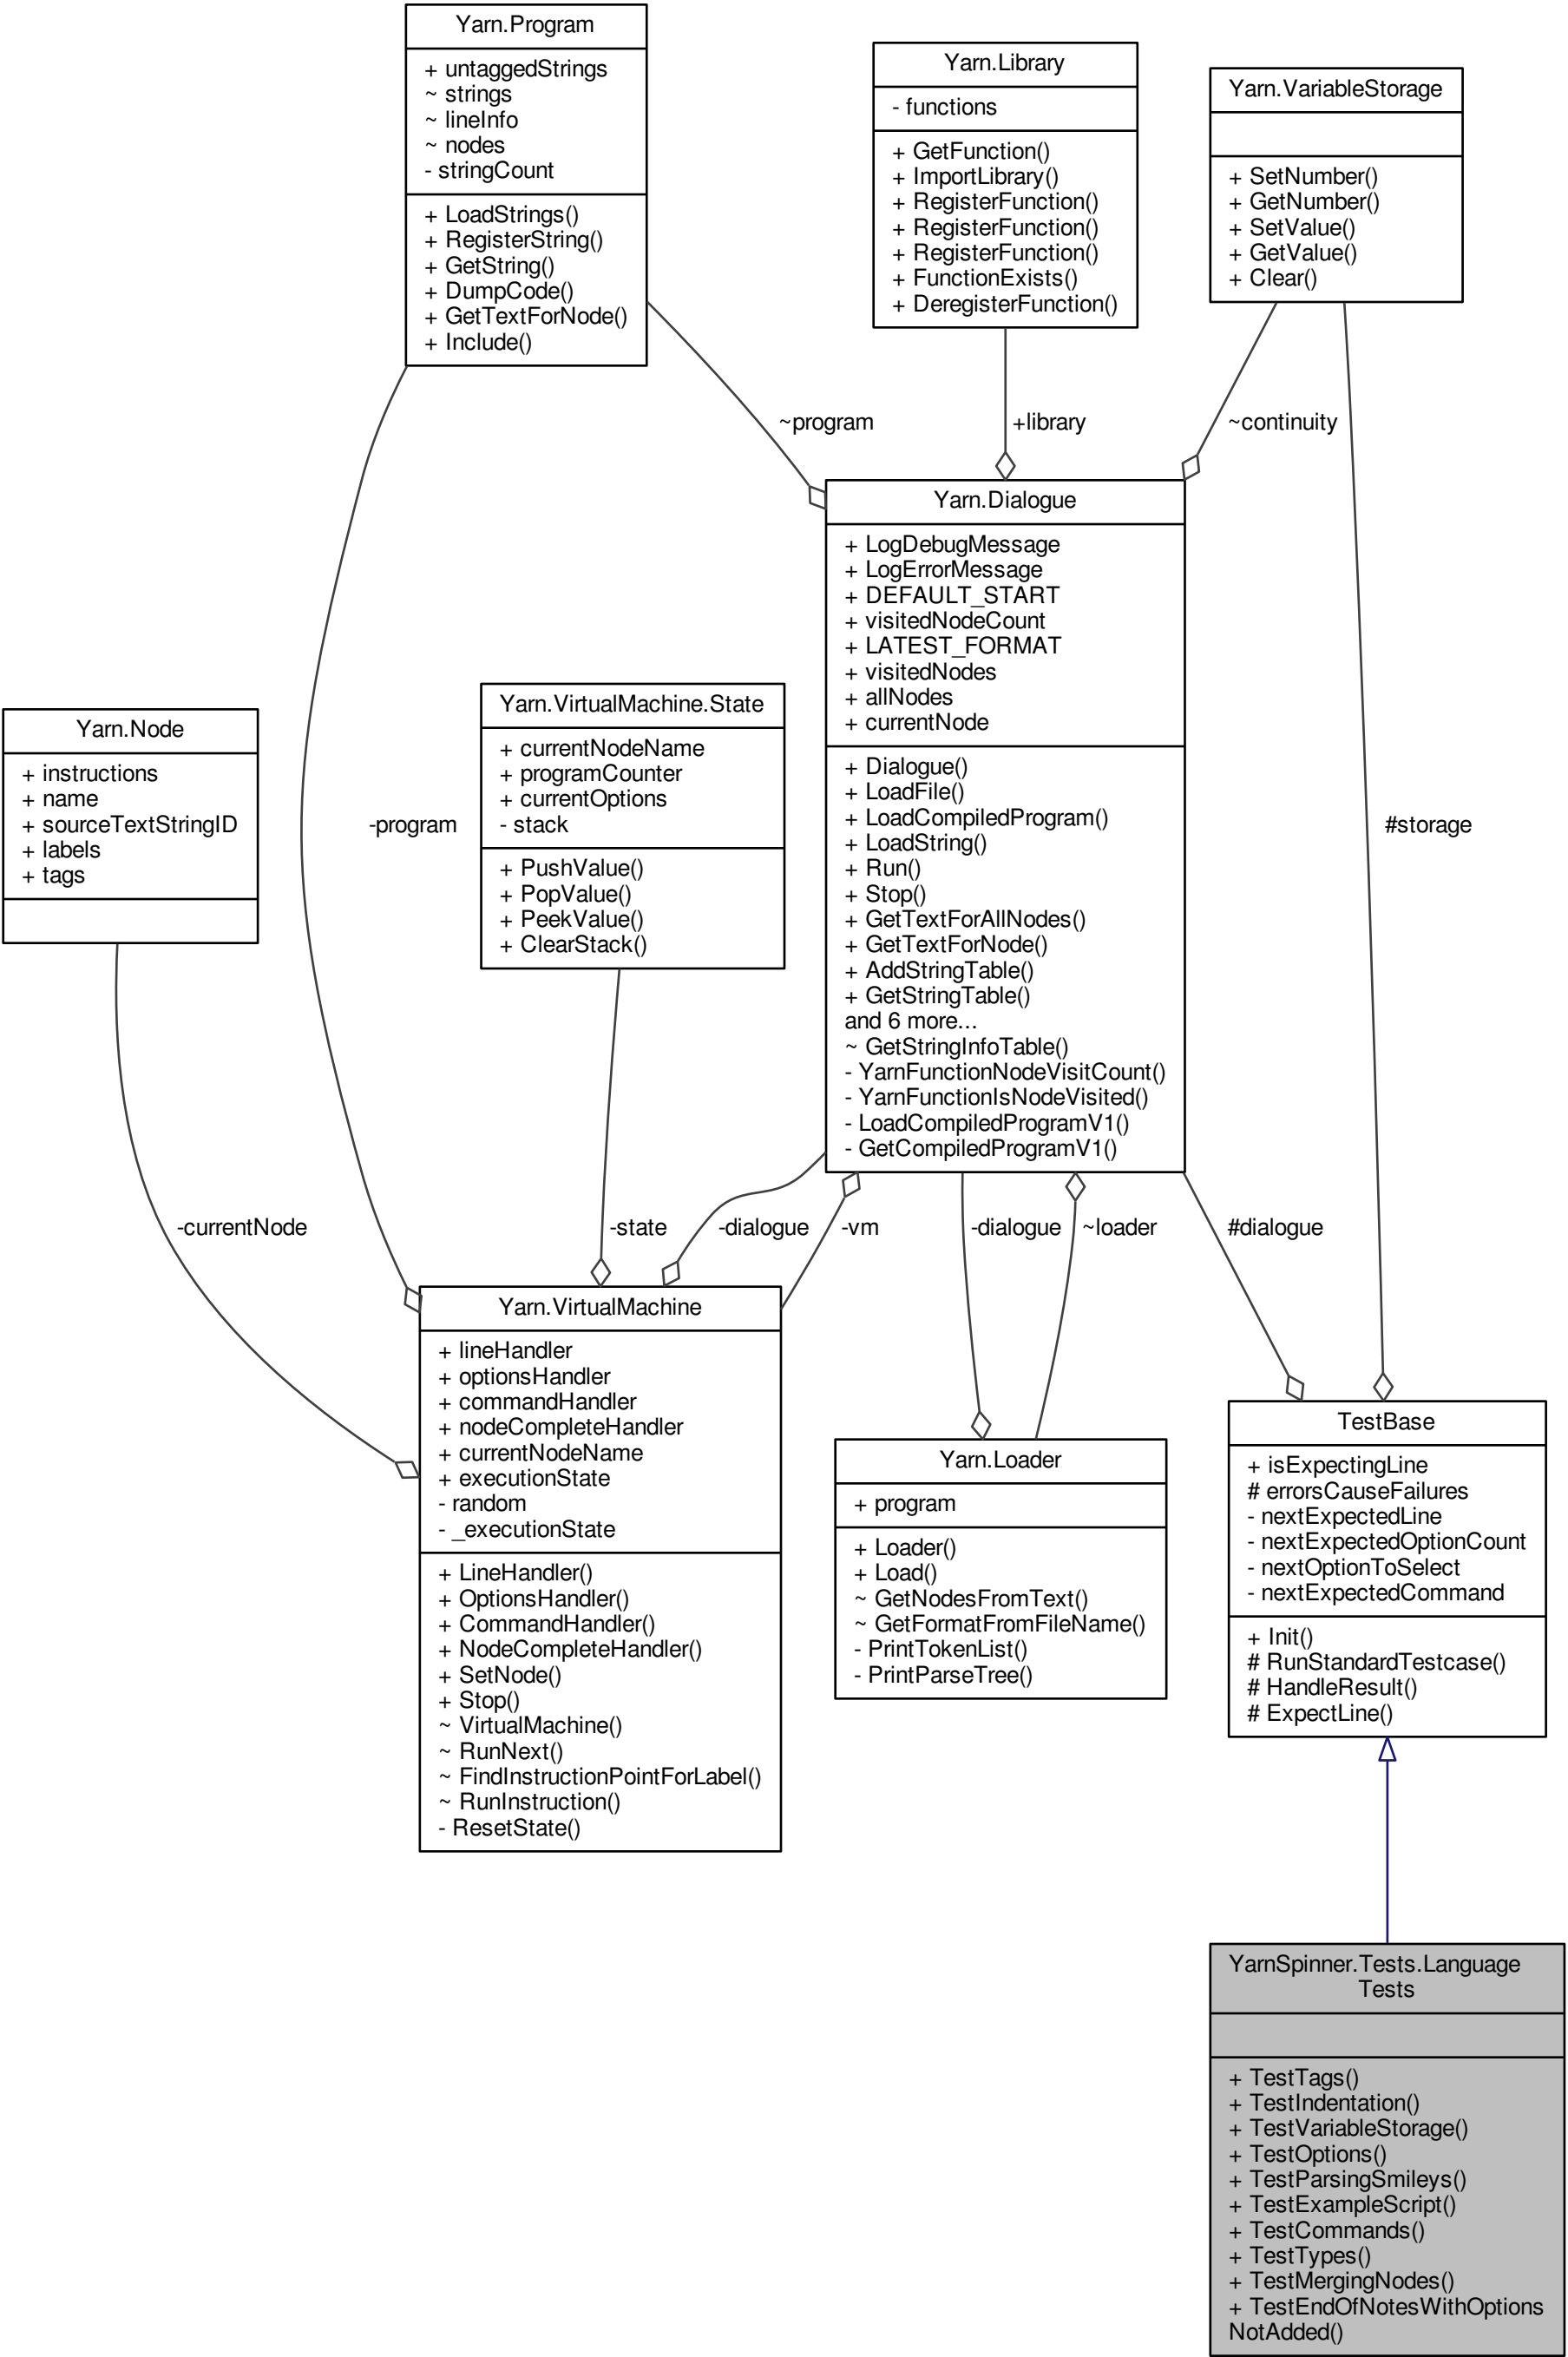 Yarn.Program
+ untaggedStrings
~ strings
~ lineInfo
~ nodes
- stringCount
+ LoadStrings()
+ RegisterString()
+ GetString()
+ DumpCode()
+ GetTextForNode()
+ Include()
Yarn.Library
- functions
+ GetFunction()
+ ImportLibrary()
+ RegisterFunction()
+ RegisterFunction()
+ RegisterFunction()
+ FunctionExists()
+ DeregisterFunction()
Yarn.VariableStorage
+ SetNumber()
+ GetNumber()
+ SetValue()
+ GetValue()
+ Clear()
~program
+library
~continuity
Yarn.Dialogue
+ LogDebugMessage
+ LogErrorMessage
+ DEFAULT_START
+ visitedNodeCount
+ LATEST_FORMAT
+ visitedNodes
+ allNodes
+ currentNode
+ Dialogue()
+ LoadFile()
+ LoadCompiledProgram()
+ LoadString()
+ Run()
+ Stop()
+ GetTextForAllNodes()
+ GetTextForNode()
+ AddStringTable()
+ GetStringTable()
and 6 more...
~ GetStringInfoTable()
- YarnFunctionNodeVisitCount()
- YarnFunctionIsNodeVisited()
- LoadCompiledProgramV1()
- GetCompiledProgramV1()
Yarn.VirtualMachine.State
+ currentNodeName
+ programCounter
+ currentOptions
- stack
+ PushValue()
+ PopValue()
+ PeekValue()
+ ClearStack()
Yarn.Node
+ instructions
+ name
+ sourceTextStringID
+ labels
+ tags
-program
#storage
-currentNode
-state
-dialogue
-vm
-dialogue
~loader
#dialogue
Yarn.VirtualMachine
+ lineHandler
+ optionsHandler
+ commandHandler
+ nodeCompleteHandler
+ currentNodeName
+ executionState
- random
- _executionState
+ LineHandler()
+ OptionsHandler()
+ CommandHandler()
+ NodeCompleteHandler()
+ SetNode()
+ Stop()
~ VirtualMachine()
~ RunNext()
~ FindInstructionPointForLabel()
~ RunInstruction()
- ResetState()
Yarn.Loader
+ program
+ Loader()
+ Load()
~ GetNodesFromText()
~ GetFormatFromFileName()
- PrintTokenList()
- PrintParseTree()
TestBase
+ isExpectingLine
# errorsCauseFailures
- nextExpectedLine
- nextExpectedOptionCount
- nextOptionToSelect
- nextExpectedCommand
+ Init()
# RunStandardTestcase()
# HandleResult()
# ExpectLine()
YarnSpinner.Tests.Language
Tests
+ TestTags()
+ TestIndentation()
+ TestVariableStorage()
+ TestOptions()
+ TestParsingSmileys()
+ TestExampleScript()
+ TestCommands()
+ TestTypes()
+ TestMergingNodes()
+ TestEndOfNotesWithOptions
NotAdded()